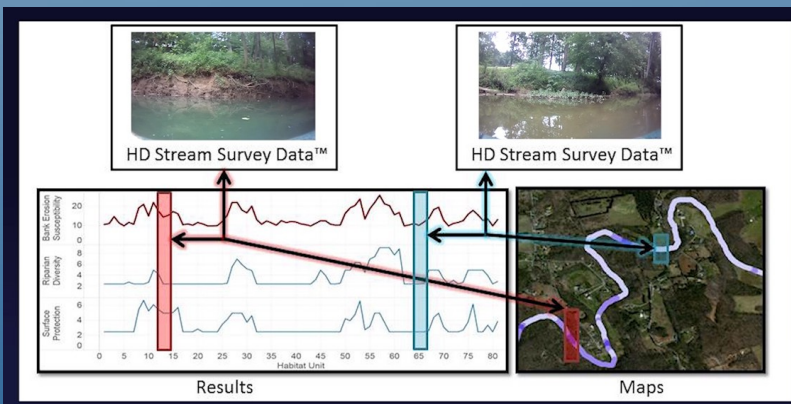 HD Stream Survey Data™
HD Stream Survey Data™
Bank Erosion
Susceptibility
20
10
0
Riparian
Diversity
8
6
4
2
Surface
Protection
6
4
2
0
0 5 10 15 20 25 30 35 40 45 50 55 60 65 70 75 80
Habitat Unit
Results
Maps